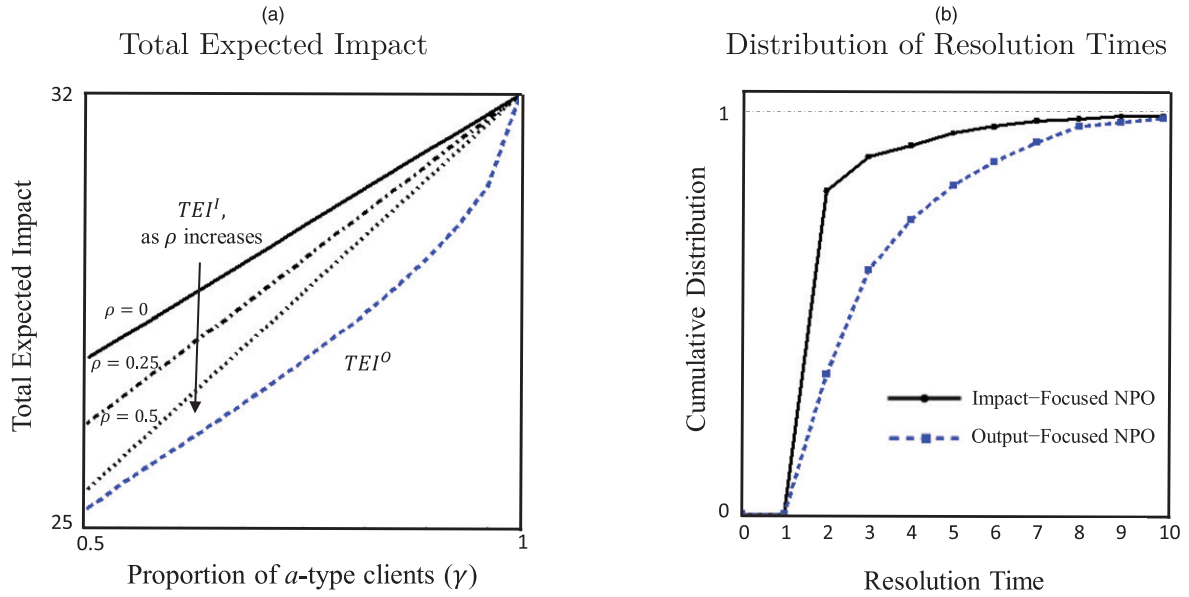 (a)
Total Expected Impact
32
Total Expected Impact
TEI^I,
as ρ increases
ρ = 0
ρ = 0.25
ρ = 0.5
TEI^O
25
0.5
1
Proportion of a-type clients (γ)
(b)
Distribution of Resolution Times
1
Cumulative Distribution
Impact−Focused NPO
Output−Focused NPO
0
0 1 2 3 4 5 6 7 8 9 10
Resolution Time